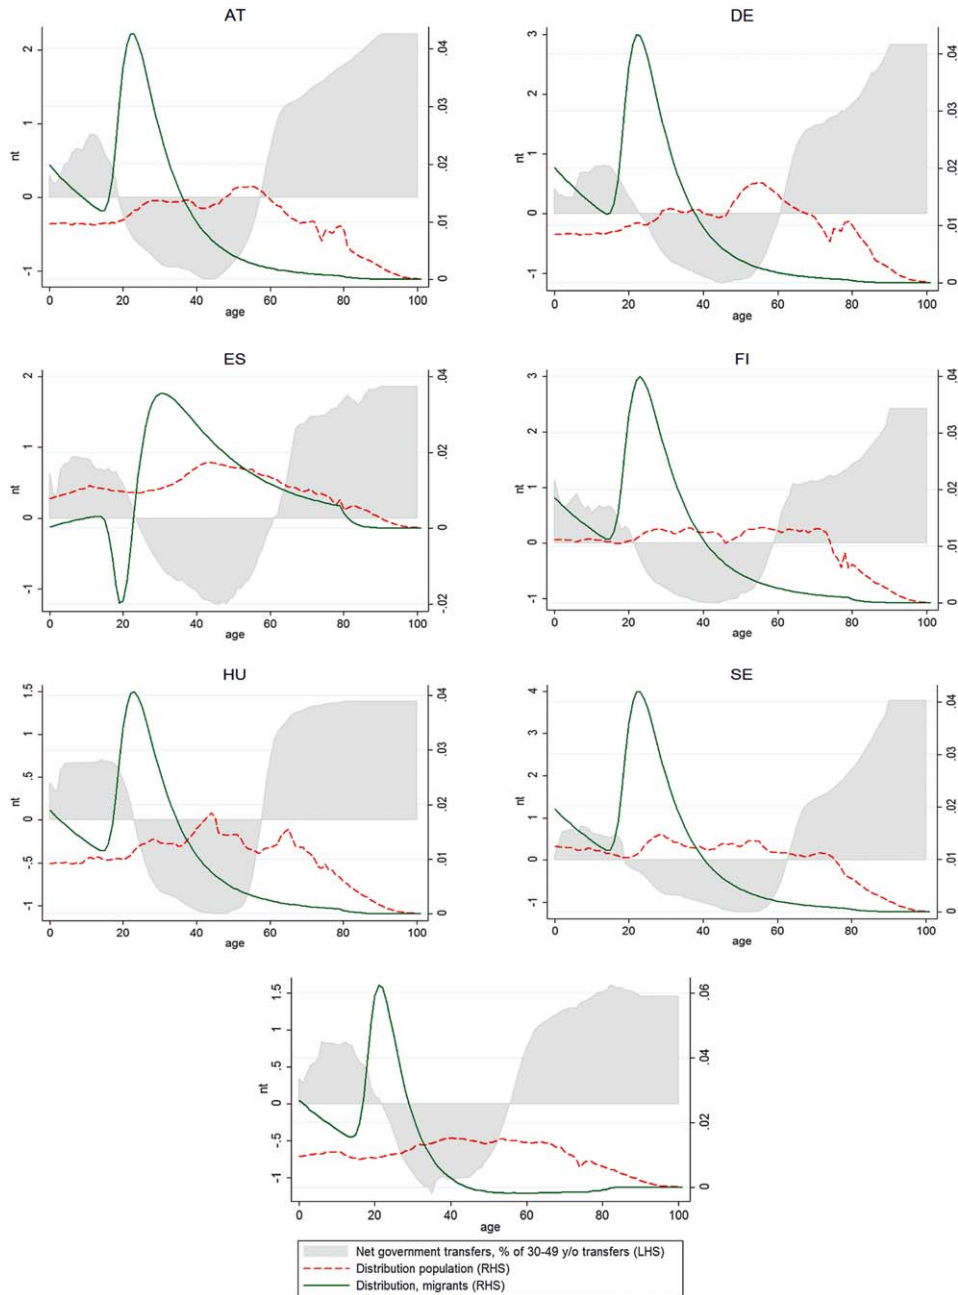 AT
2
1
0
-1
nt
.04
.03
.02
.01
0
0 20 40 60 80 100
age
DE
3
2
1
0
-1
nt
.04
.03
.02
.01
0
0 20 40 60 80 100
age
ES
2
1
0
-1
nt
.04
.02
0
-.02
0 20 40 60 80 100
age
FI
3
2
1
0
-1
nt
.04
.03
.02
.01
0
0 20 40 60 80 100
age
HU
1.5
1
.5
0
-.5
-1
nt
.04
.03
.02
.01
0
0 20 40 60 80 100
age
SE
4
3
2
1
0
-1
nt
.04
.03
.02
.01
0
0 20 40 60 80 100
age
1.5
1
.5
0
-.5
-1
nt
.06
.04
.02
0
0 20 40 60 80 100
age
Net government transfers, % of 30-49 y/o transfers (LHS)
Distribution population (RHS)
Distribution, migrants (RHS)